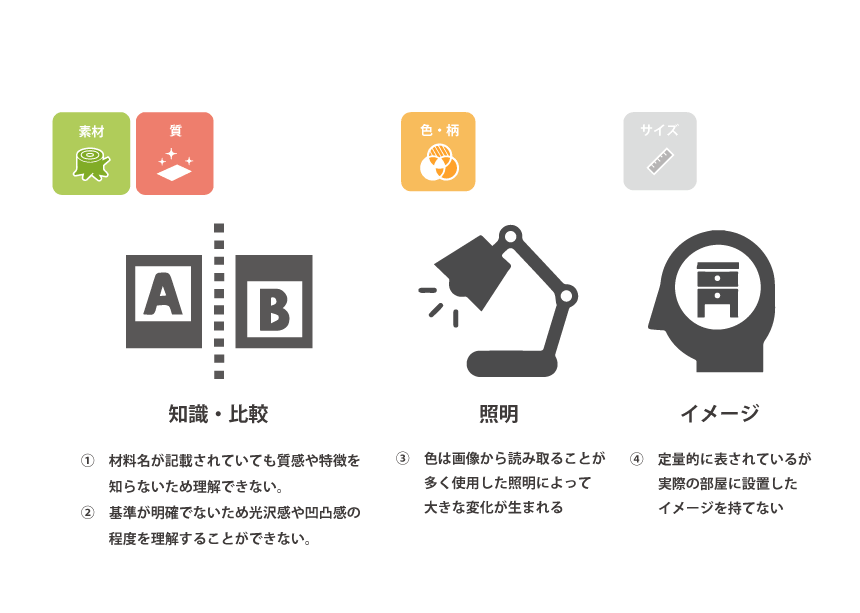 素材
質
色・柄
サイズ
A
B
知識・比較
照明
イメージ
① 材料名が記載されていても質感や特徴を
知らないため理解できない。
② 基準が明確でないため光沢感や凹凸感の
程度を理解することができない。
③ 色は画像から読み取ることが
多く使用した照明によって
大きな変化が生まれる
④ 定量的に表されているが
実際の部屋に設置した
イメージを持てない